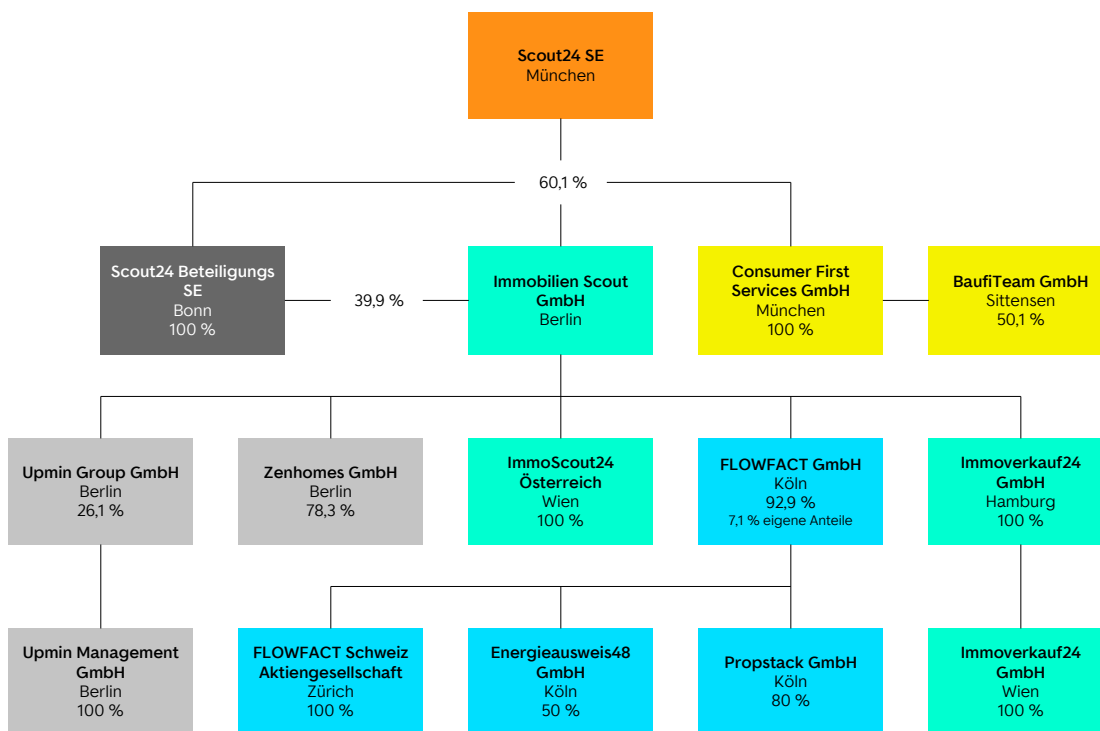 Scout24 SE
München
60,1 %
Scout24 Beteiligungs
SE
Bonn
100 %
39,9 %
Immobilien Scout
GmbH
Berlin
Consumer First
Services GmbH
München
100 %
BaufiTeam GmbH
Sittensen
50,1 %
Upmin Group GmbH
Berlin
26,1 %
Zenhomes GmbH
Berlin
78,3 %
ImmoScout24
Österreich
Wien
100 %
FLOWFACT GmbH
Köln
92,9 %
7,1 % eigene Anteile
Immoverkauf24
GmbH
Hamburg
100 %
Upmin Management
GmbH
Berlin
100 %
FLOWFACT Schweiz
Aktiengesellschaft
Zürich
100 %
Energieausweis48
GmbH
Köln
50 %
Propstack GmbH
Köln
80 %
Immoverkauf24
GmbH
Wien
100 %